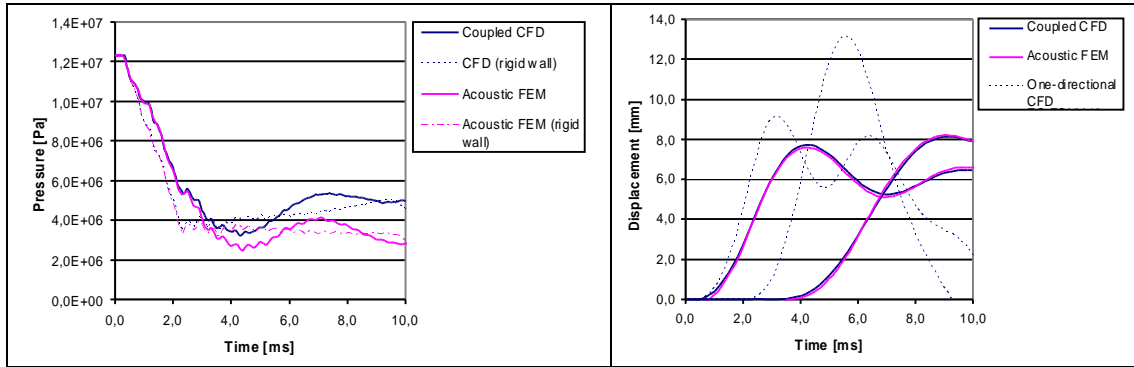 1,4E+07
1,2E+07
1,0E+07
8,0E+06
6,0E+06
4,0E+06
2,0E+06
0,0E+00
Pressure [Pa]
0,0
2,0
4,0
6,0
8,0
10,0
Time [ms]
Coupled CFD
CFD (rigid wall)
Acoustic FEM
Acoustic FEM (rigid
wall)
14,0
12,0
10,0
8,0
6,0
4,0
2,0
0,0
Displacement [mm]
0,0
2,0
4,0
6,0
8,0
10,0
Time [ms]
Coupled CFD
Acoustic FEM
One-directional
CFD